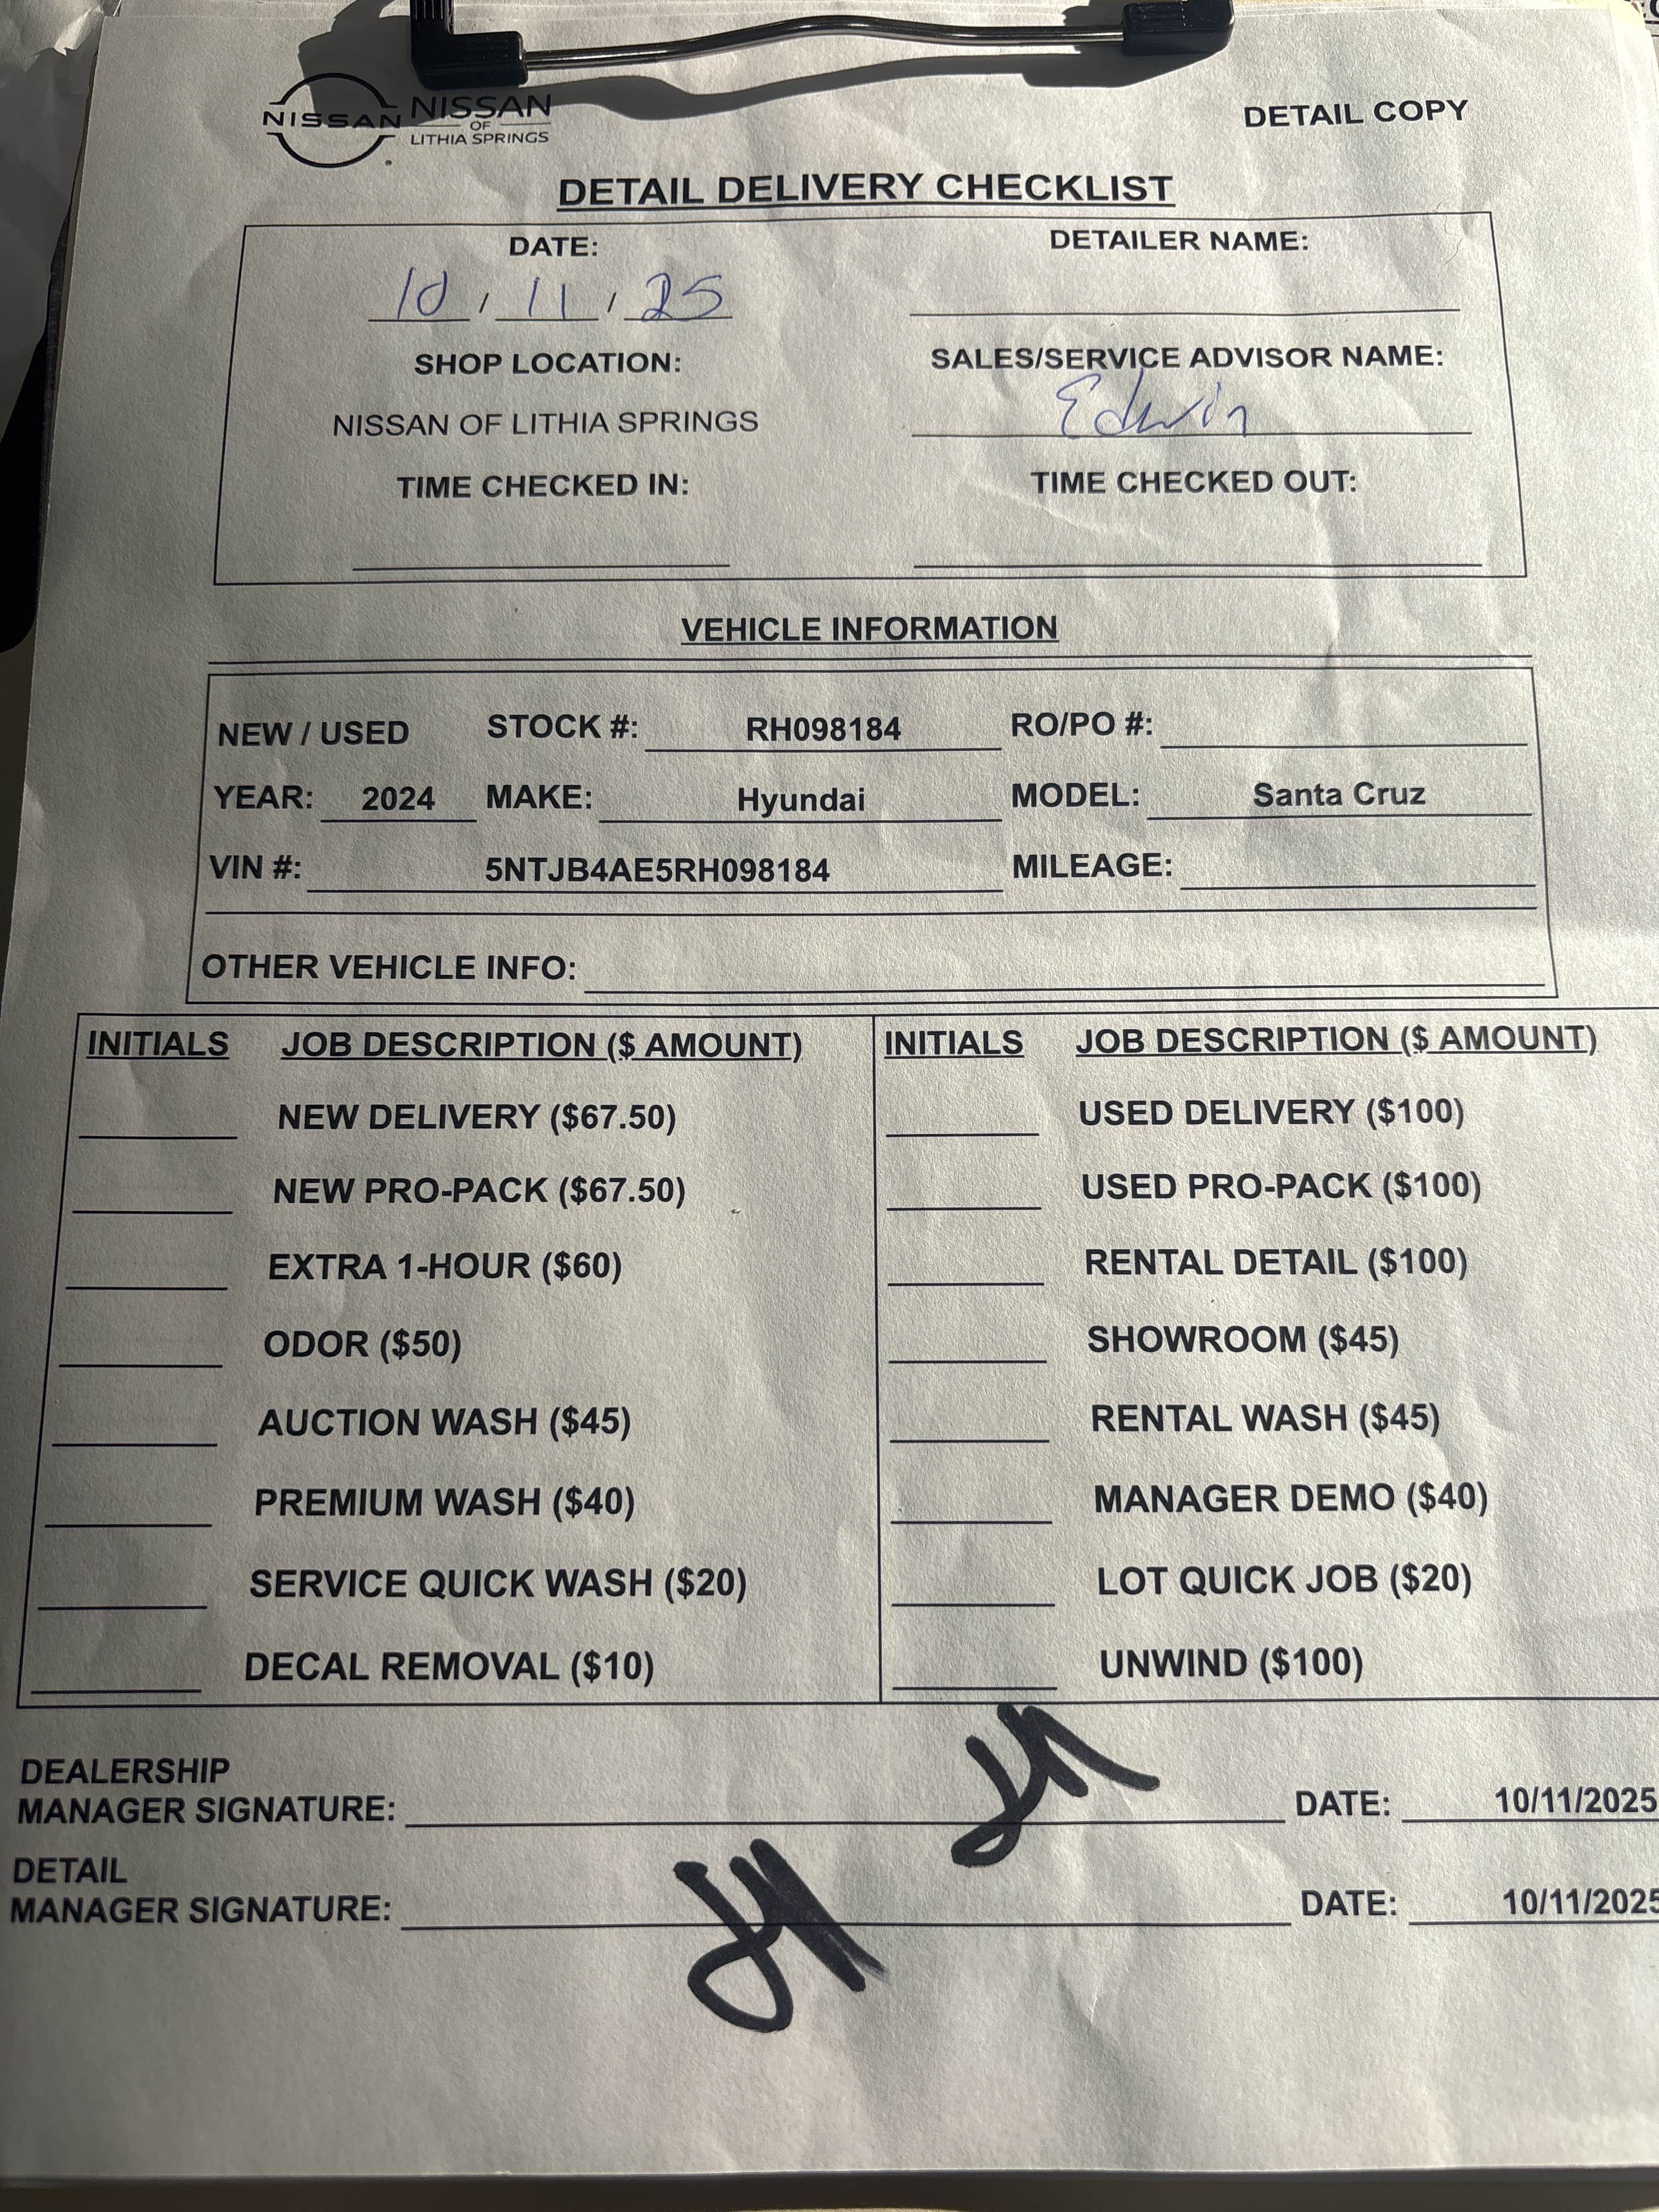 NISSAN
NISSAN
OF
LITHIA SPRINGS
DETAIL COPY
DETAIL DELIVERY CHECKLIST
DATE: DETAILER NAME:
10 / 11 / 25
SHOP LOCATION: SALES/SERVICE ADVISOR NAME:
NISSAN OF LITHIA SPRINGS Edwin
TIME CHECKED IN: TIME CHECKED OUT:
VEHICLE INFORMATION
NEW / USED STOCK #: RH098184 RO/PO #:
YEAR: 2024 MAKE: Hyundai MODEL: Santa Cruz
VIN #: 5NTJB4AE5RH098184 MILEAGE:
OTHER VEHICLE INFO:
INITIALS JOB DESCRIPTION ($ AMOUNT) INITIALS JOB DESCRIPTION ($ AMOUNT)
NEW DELIVERY ($67.50) USED DELIVERY ($100)
NEW PRO-PACK ($67.50) USED PRO-PACK ($100)
EXTRA 1-HOUR ($60) RENTAL DETAIL ($100)
ODOR ($50) SHOWROOM ($45)
AUCTION WASH ($45) RENTAL WASH ($45)
PREMIUM WASH ($40) MANAGER DEMO ($40)
SERVICE QUICK WASH ($20) LOT QUICK JOB ($20)
DECAL REMOVAL ($10) UNWIND ($100)
DEALERSHIP
MANAGER SIGNATURE: DATE: 10/11/2025
DETAIL
MANAGER SIGNATURE: DATE: 10/11/2025